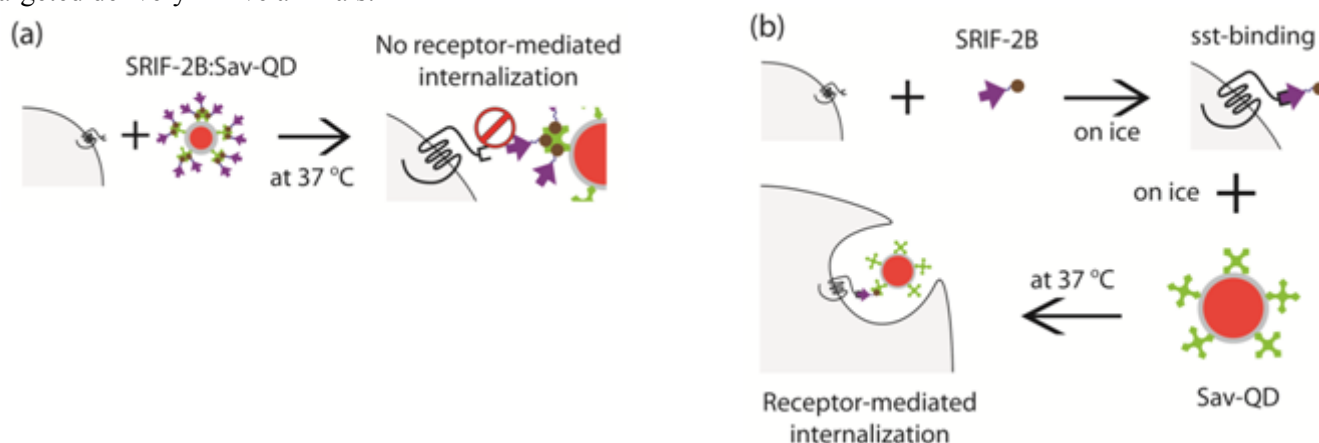 (a)
SRIF-2B:Sav-QD
at 37 °C
No receptor-mediated
internalization
(b)
SRIF-2B
on ice
sst-binding
on ice
Sav-QD
at 37 °C
Receptor-mediated
internalization